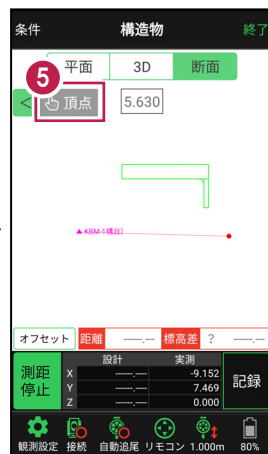 条件 構造物 終了
平面 3D 断面
5
< 頂点 5.630
▲ KBM-1(橋台)
オフセット 距離 -------.---- 標高差 ? -------.----
設計 実測
測距停止 X -------.---- -9.152 記録
Y -------.---- 7.469
Z -------.---- 0.000
観測設定 接続 自動追尾 リモコン 1.000m 80%